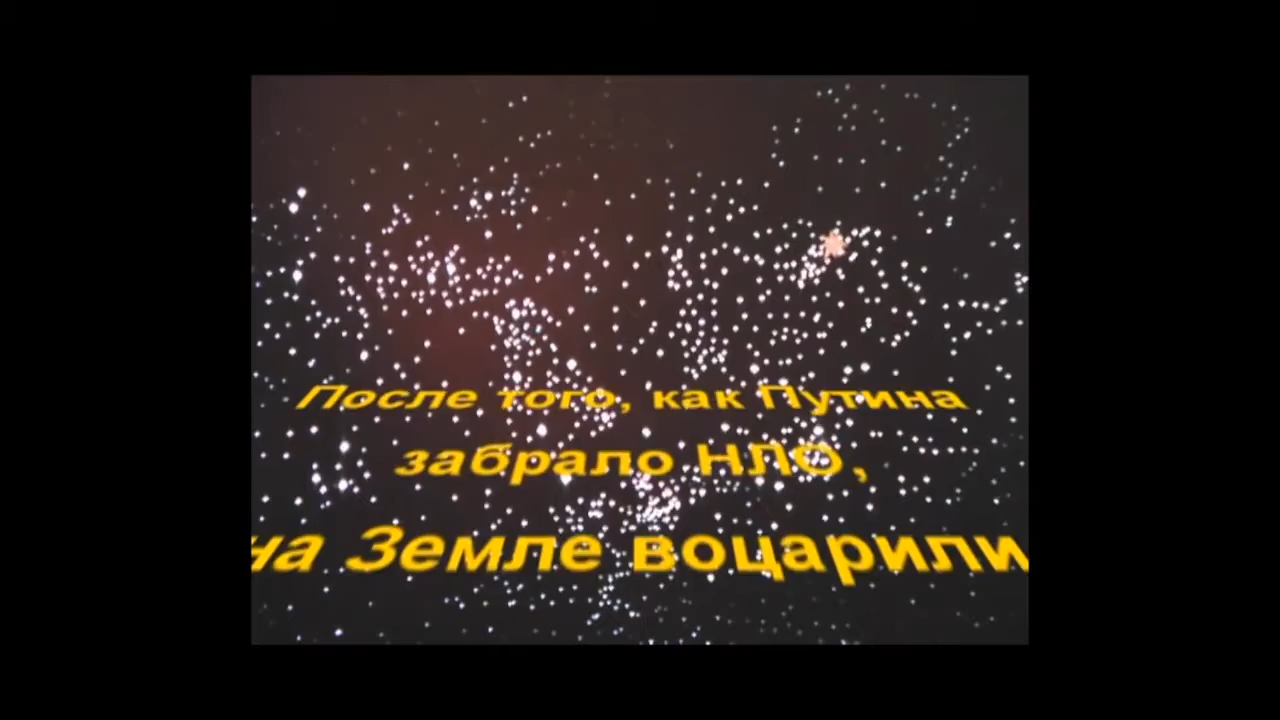 После того, как Путина
забрало НЛО,
на Земле воцарили